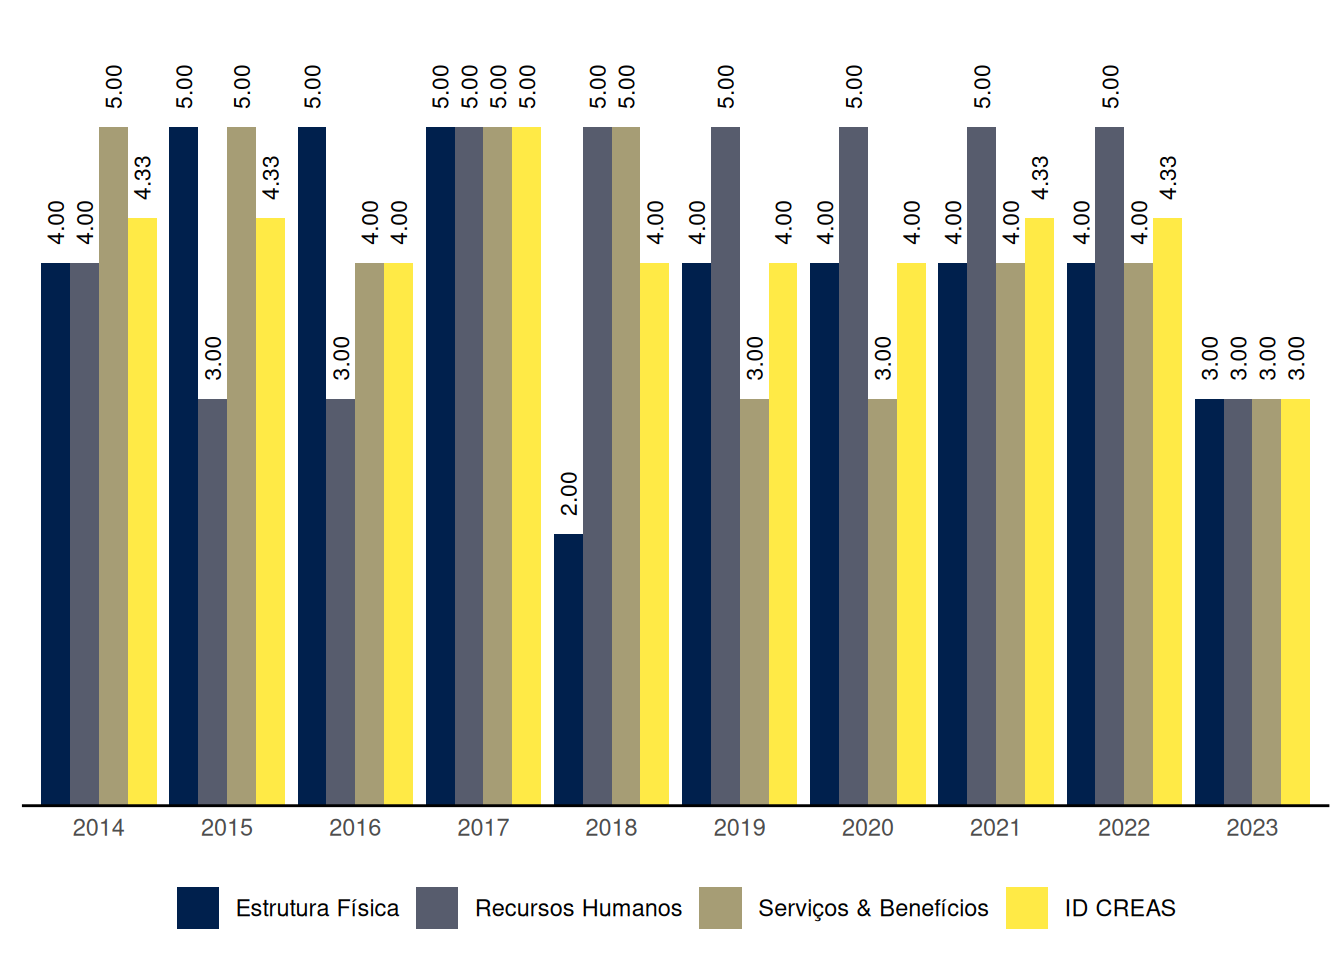 4.00 4.00 5.00 4.33 5.00 3.00 5.00 4.33 5.00 3.00 4.00 4.00 5.00 5.00 5.00 5.00 2.00 5.00 5.00 4.00 4.00 5.00 3.00 4.00 4.00 5.00 3.00 4.00 4.00 5.00 4.00 4.33 4.00 5.00 4.00 4.33 3.00 3.00 3.00 3.00
2014 2015 2016 2017 2018 2019 2020 2021 2022 2023
Estrutura Física Recursos Humanos Serviços & Benefícios ID CREAS